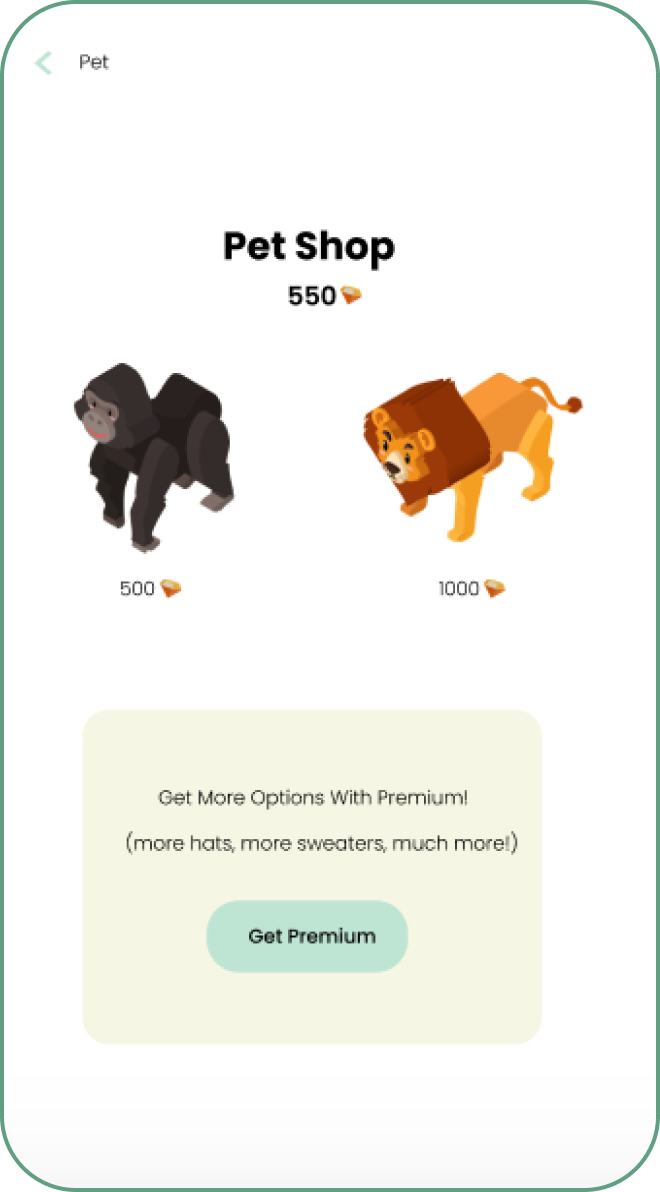 Pet
Pet Shop
550
500
1000
Get More Options With Premium!
(more hats, more sweaters, much more!)
Get Premium